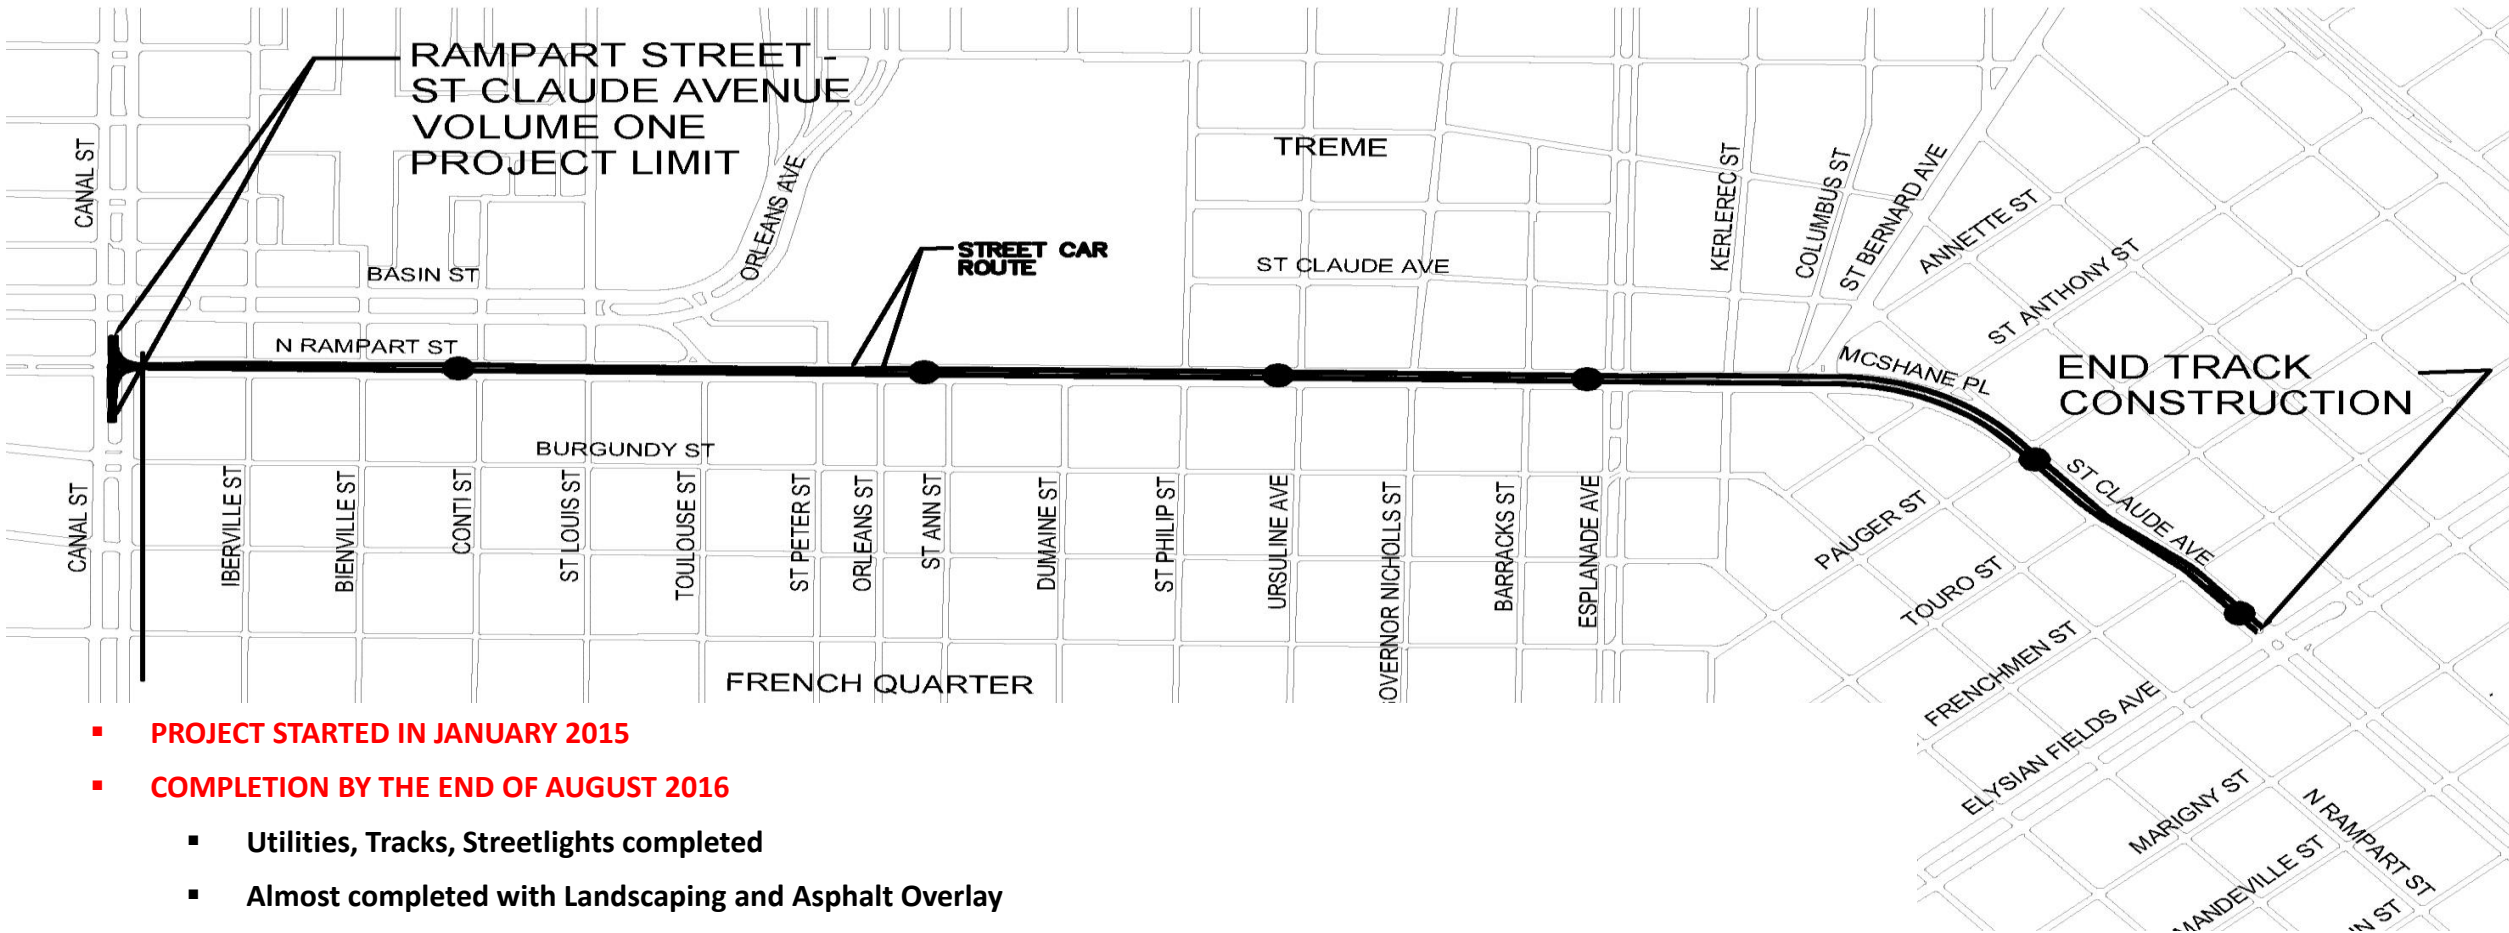 RAMPART STREET -
ST CLAUDE AVENUE
VOLUME ONE
PROJECT LIMIT
CANAL ST
ORLEANS AVE
TREME
KERLEREC ST
COLUMBUS ST
ST BERNARD AVE
ANNETTE ST
ST ANTHONY ST
BASIN ST
STREET CAR
ROUTE
ST CLAUDE AVE
N RAMPART ST
MCSHANE PL
END TRACK
CONSTRUCTION
BURGUNDY ST
ST CLAUDE AVE
CANAL ST
IBERVILLE ST
BIENVILLE ST
CONTI ST
ST LOUIS ST
TOULOUSE ST
ST PETER ST
ORLEANS ST
ST ANN ST
DUMAINE ST
ST PHILIP ST
URSULINE AVE
GOVERNOR NICHOLLS ST
BARRACKS ST
ESPLANADE AVE
PAUGER ST
TOURO ST
FRENCHMEN ST
ELYSIAN FIELDS AVE
MARIGNY ST
N RAMPART ST
MANDEVILLE ST
FRENCH QUARTER
▪ PROJECT STARTED IN JANUARY 2015
▪ COMPLETION BY THE END OF AUGUST 2016
▪ Utilities, Tracks, Streetlights completed
▪ Almost completed with Landscaping and Asphalt Overlay